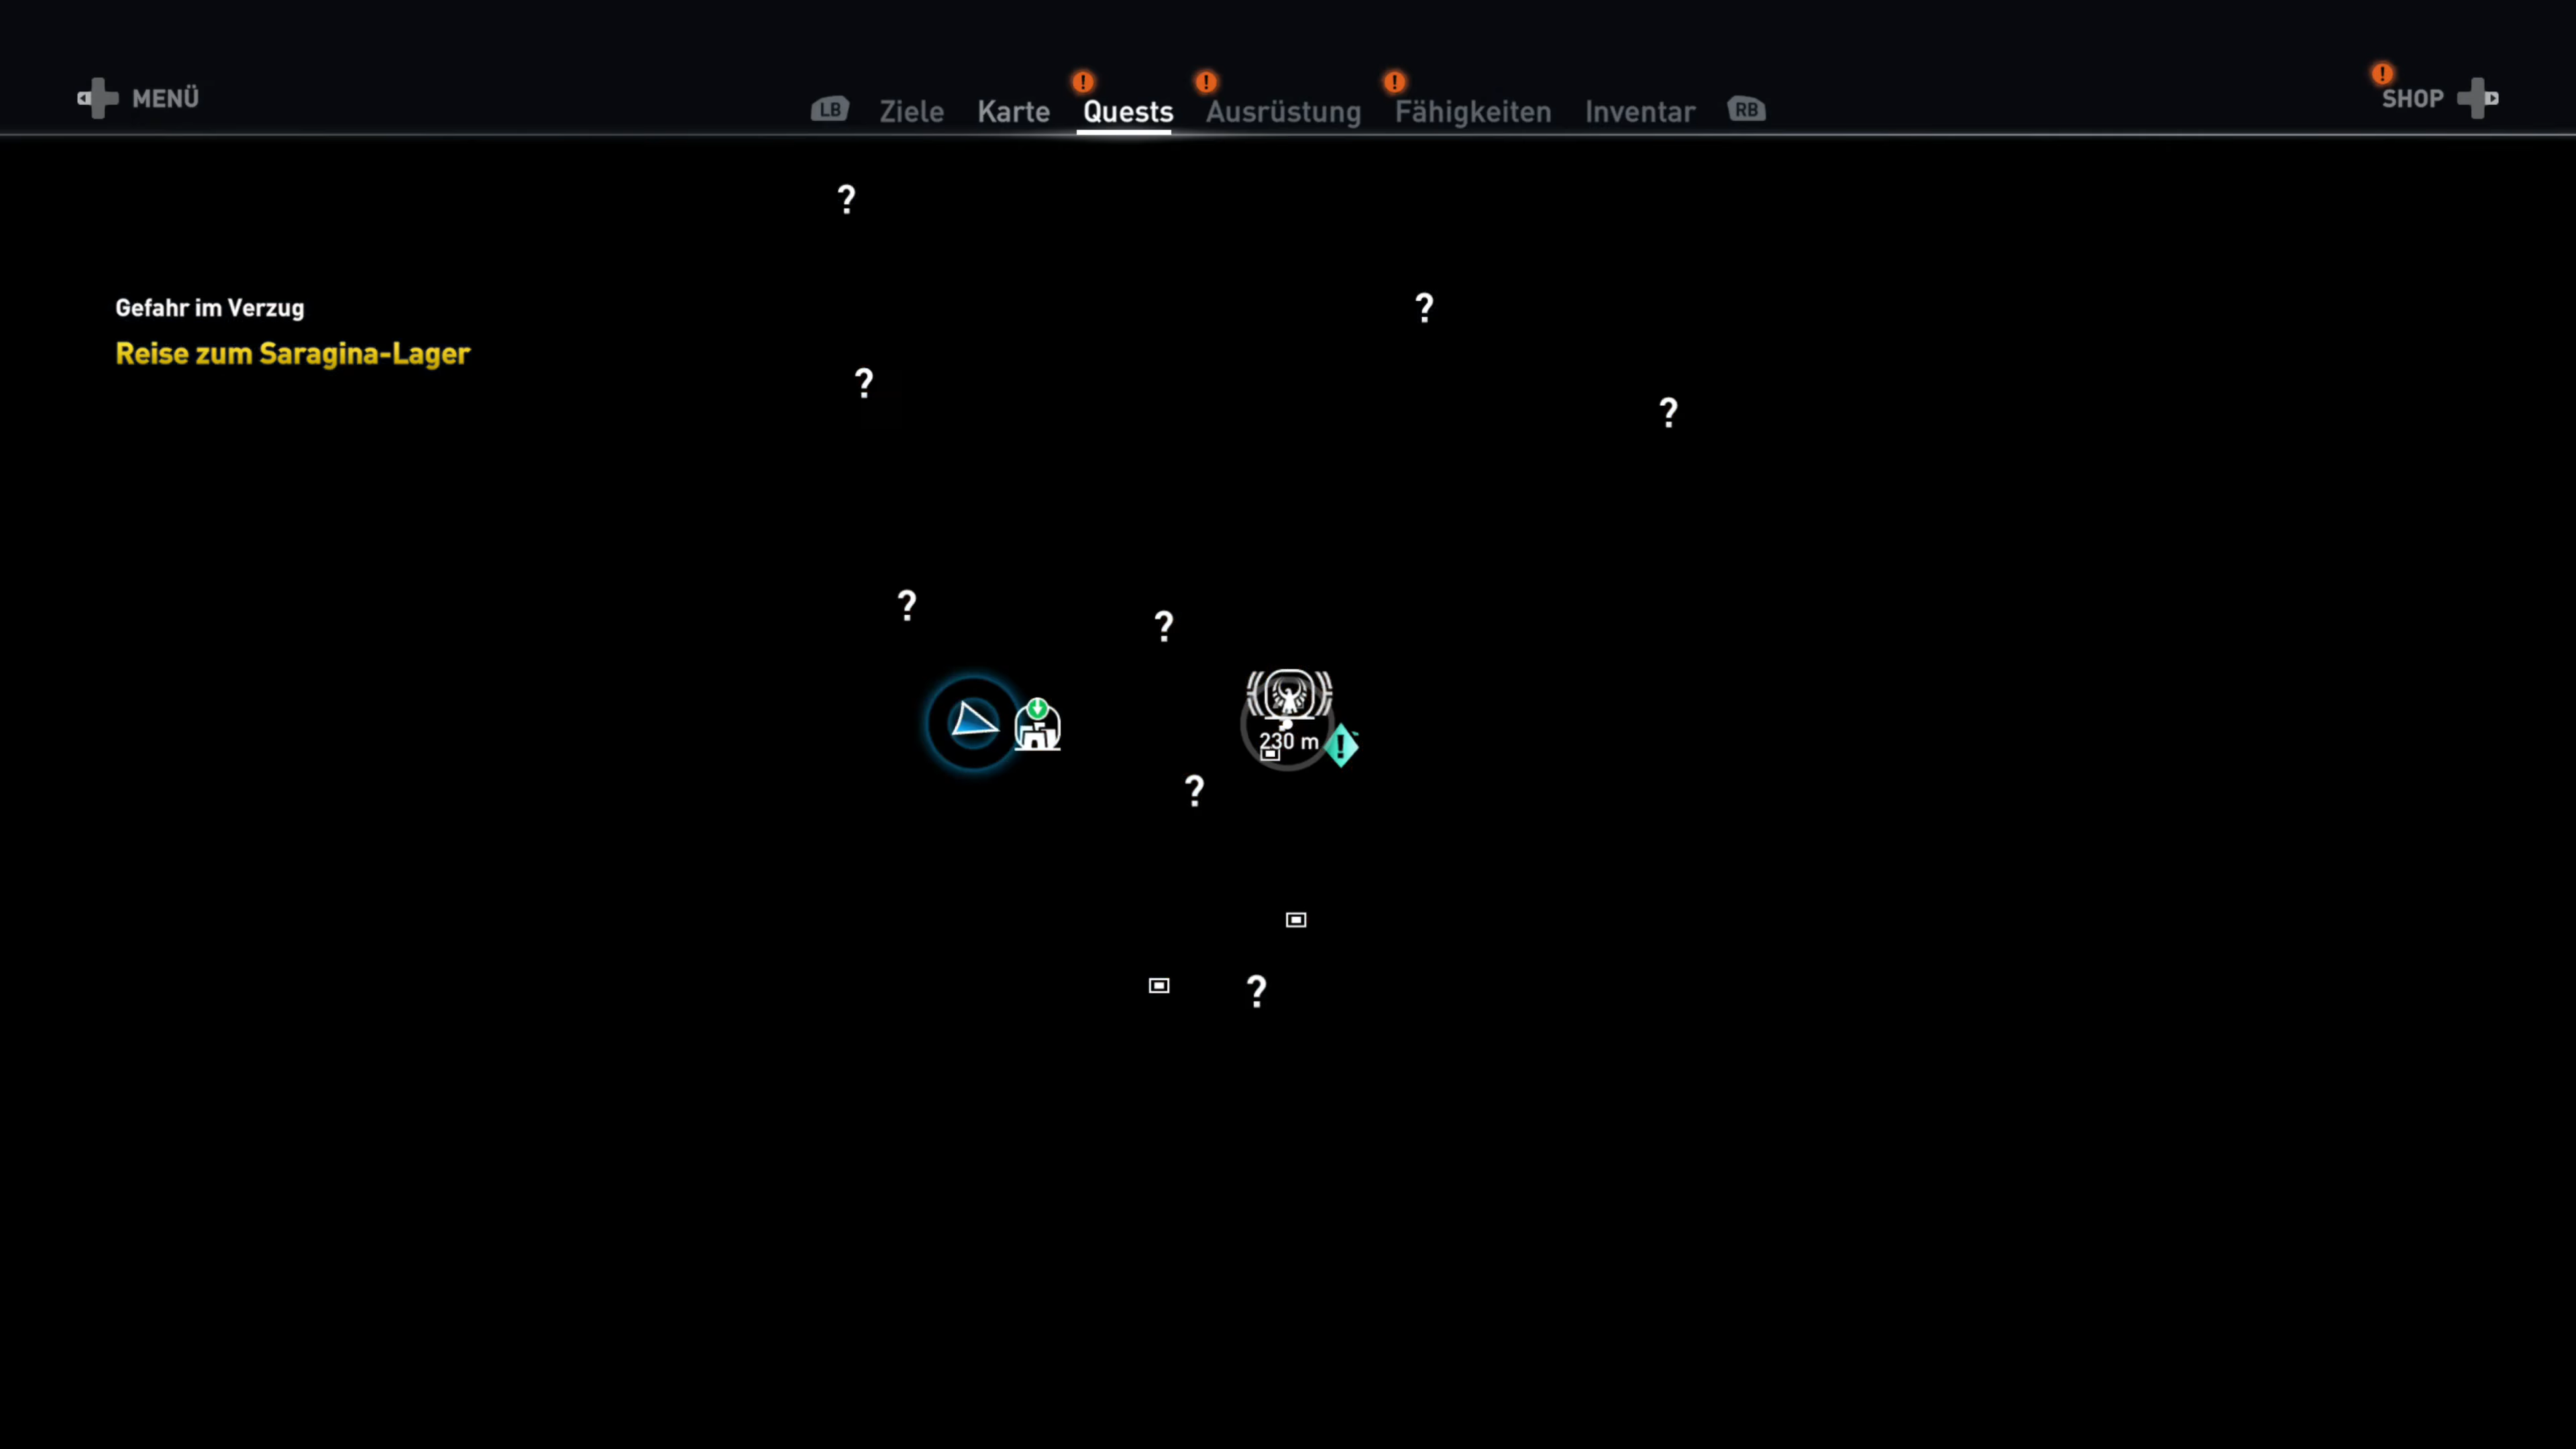 MENÜ
LB Ziele Karte Quests Ausrüstung Fähigkeiten Inventar RB
SHOP
Gefahr im Verzug
Reise zum Saragina-Lager
230 m